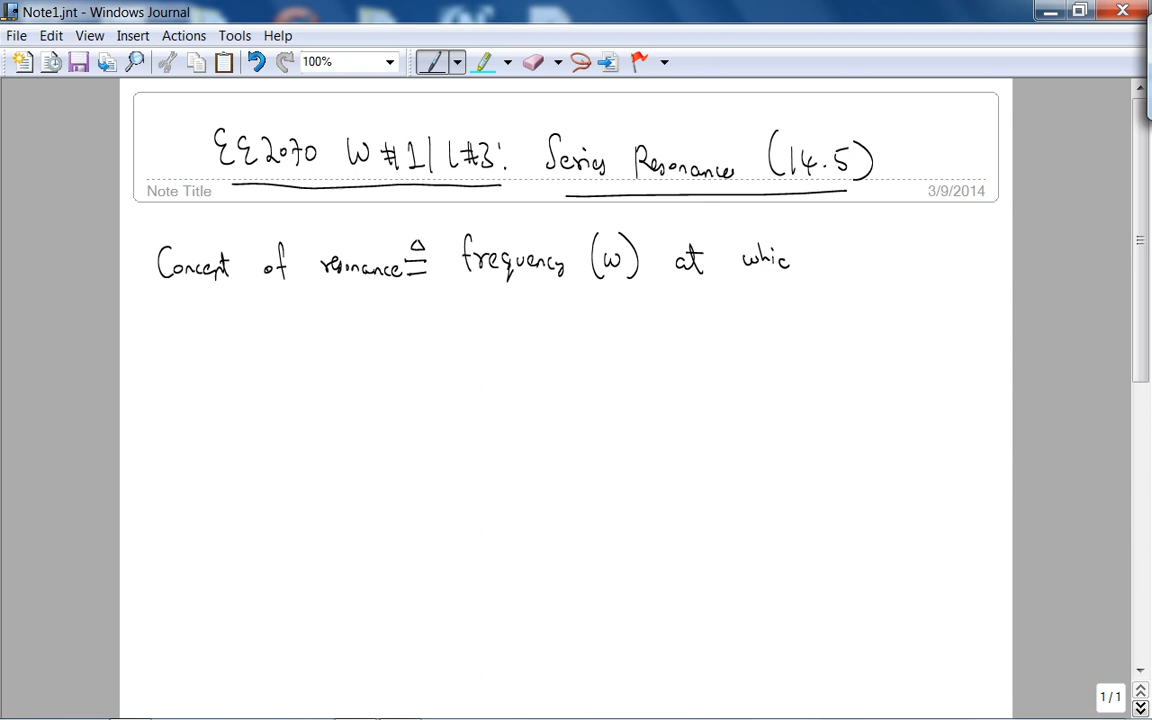 Note1.jnt - Windows Journal
File Edit View Insert Actions Tools Help
100%
EE2070 W#1| L#3: Series Resonance (14.5)
Note Title 3/9/2014
Concept of resonance ≜ frequency (ω) at whic
1 / 1